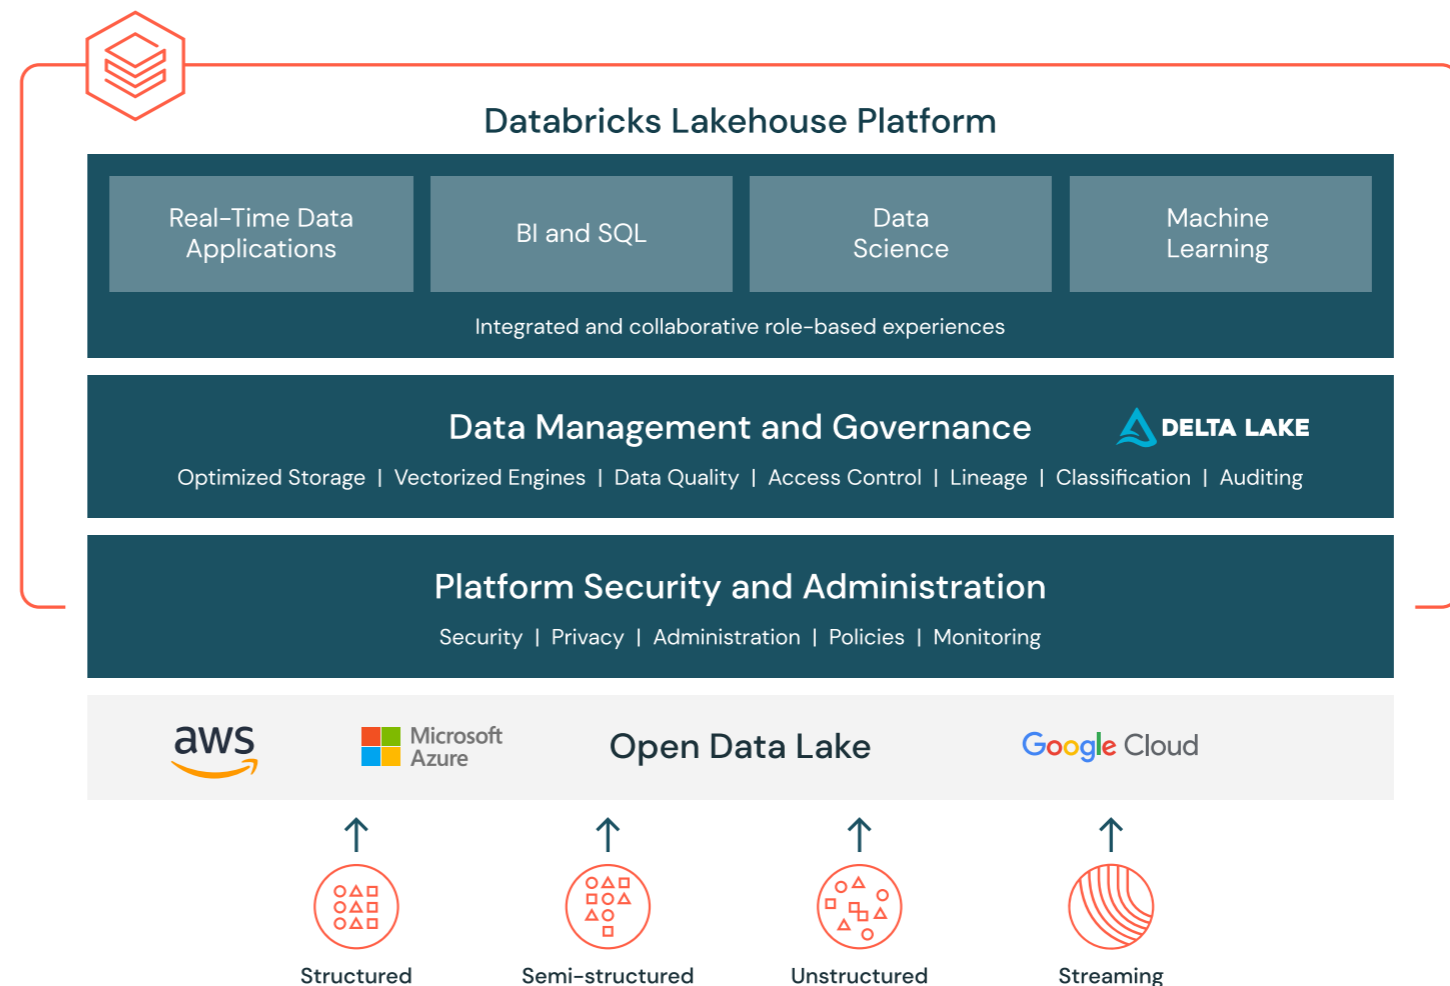 Databricks Lakehouse Platform
Real-Time Data
Applications
BI and SQL
Data
Science
Machine
Learning
Integrated and collaborative role-based experiences
Data Management and Governance
DELTA LAKE
Optimized Storage | Vectorized Engines | Data Quality | Access Control | Lineage | Classification | Auditing
Platform Security and Administration
Security | Privacy | Administration | Policies | Monitoring
aws
Microsoft
Azure
Open Data Lake
Google Cloud
Structured
Semi-structured
Unstructured
Streaming